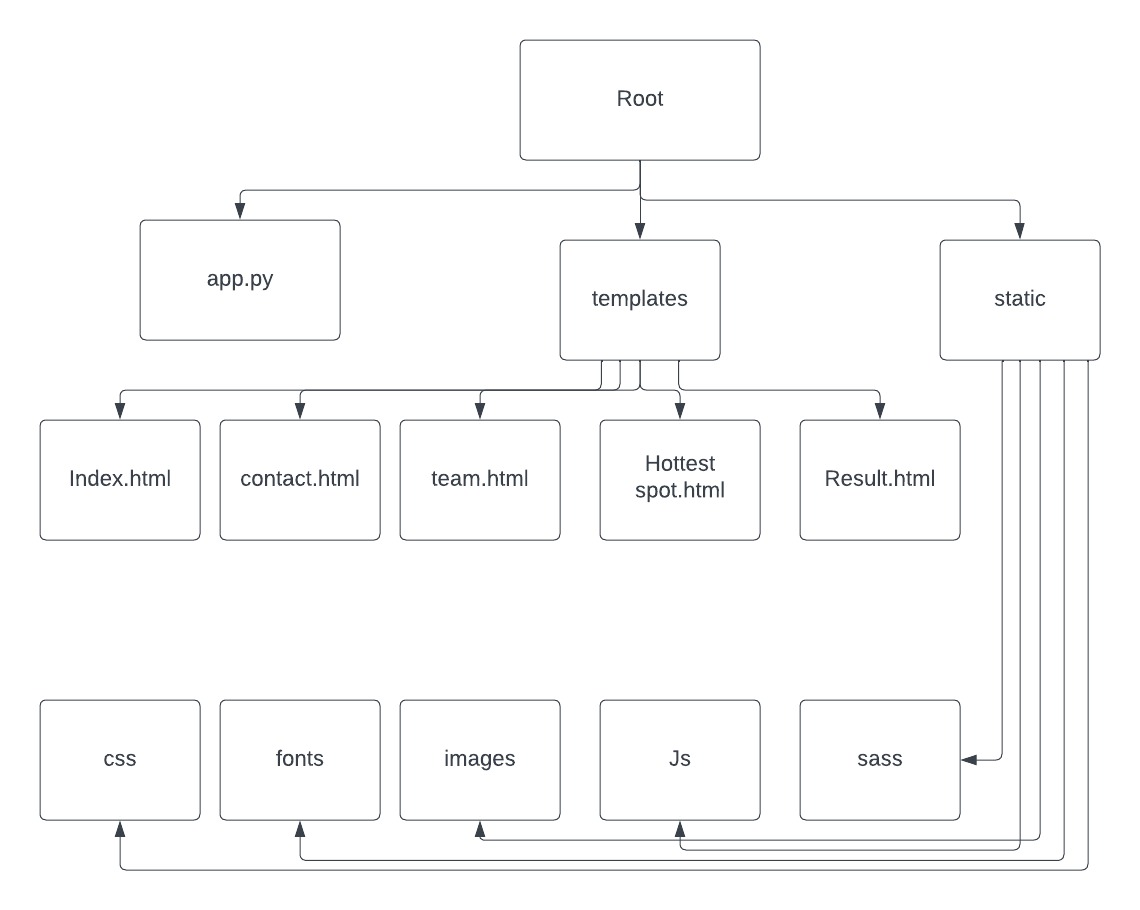 Root
app.py
templates
static
Index.html
contact.html
team.html
Hottest
spot.html
Result.html
css
fonts
images
Js
sass